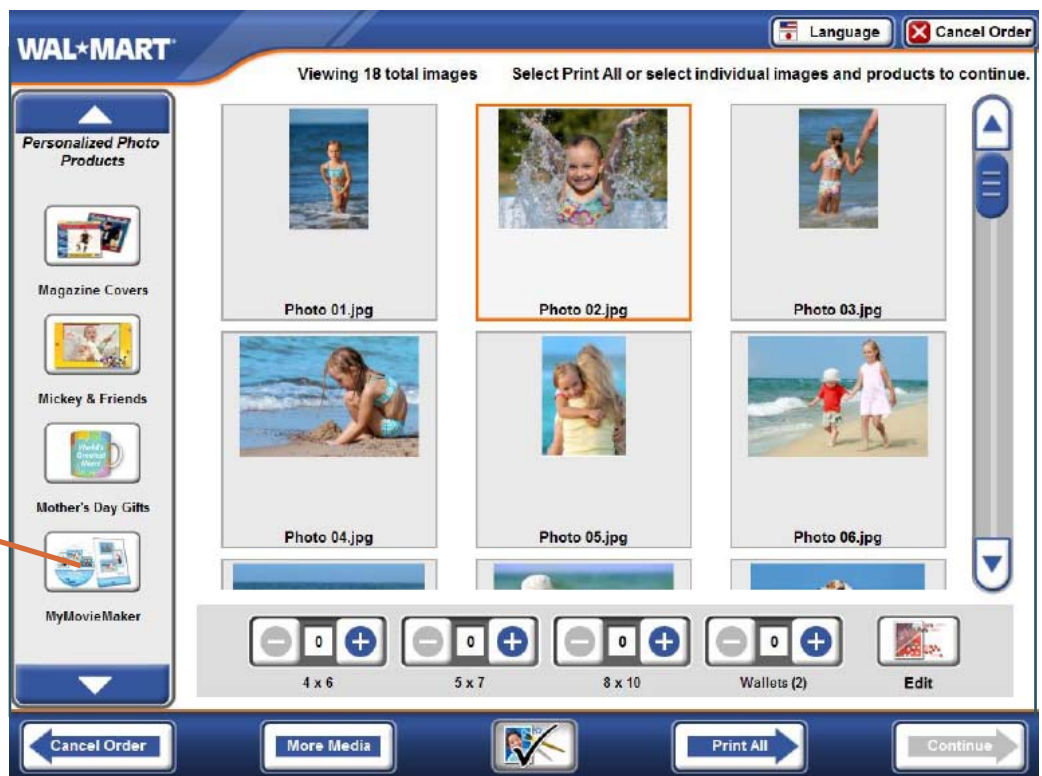 WAL★MART
Language
Cancel Order
Viewing 18 total images
Select Print All or select individual images and products to continue.
Personalized Photo
Products
Magazine Covers
Mickey & Friends
World's
Greatest
Mom!
Mother's Day Gifts
MyMovieMaker
Photo 01.jpg
Photo 02.jpg
Photo 03.jpg
Photo 04.jpg
Photo 05.jpg
Photo 06.jpg
0
0
0
0
4 x 6
5 x 7
8 x 10
Wallets (2)
Edit
Cancel Order
More Media
Print All
Continue